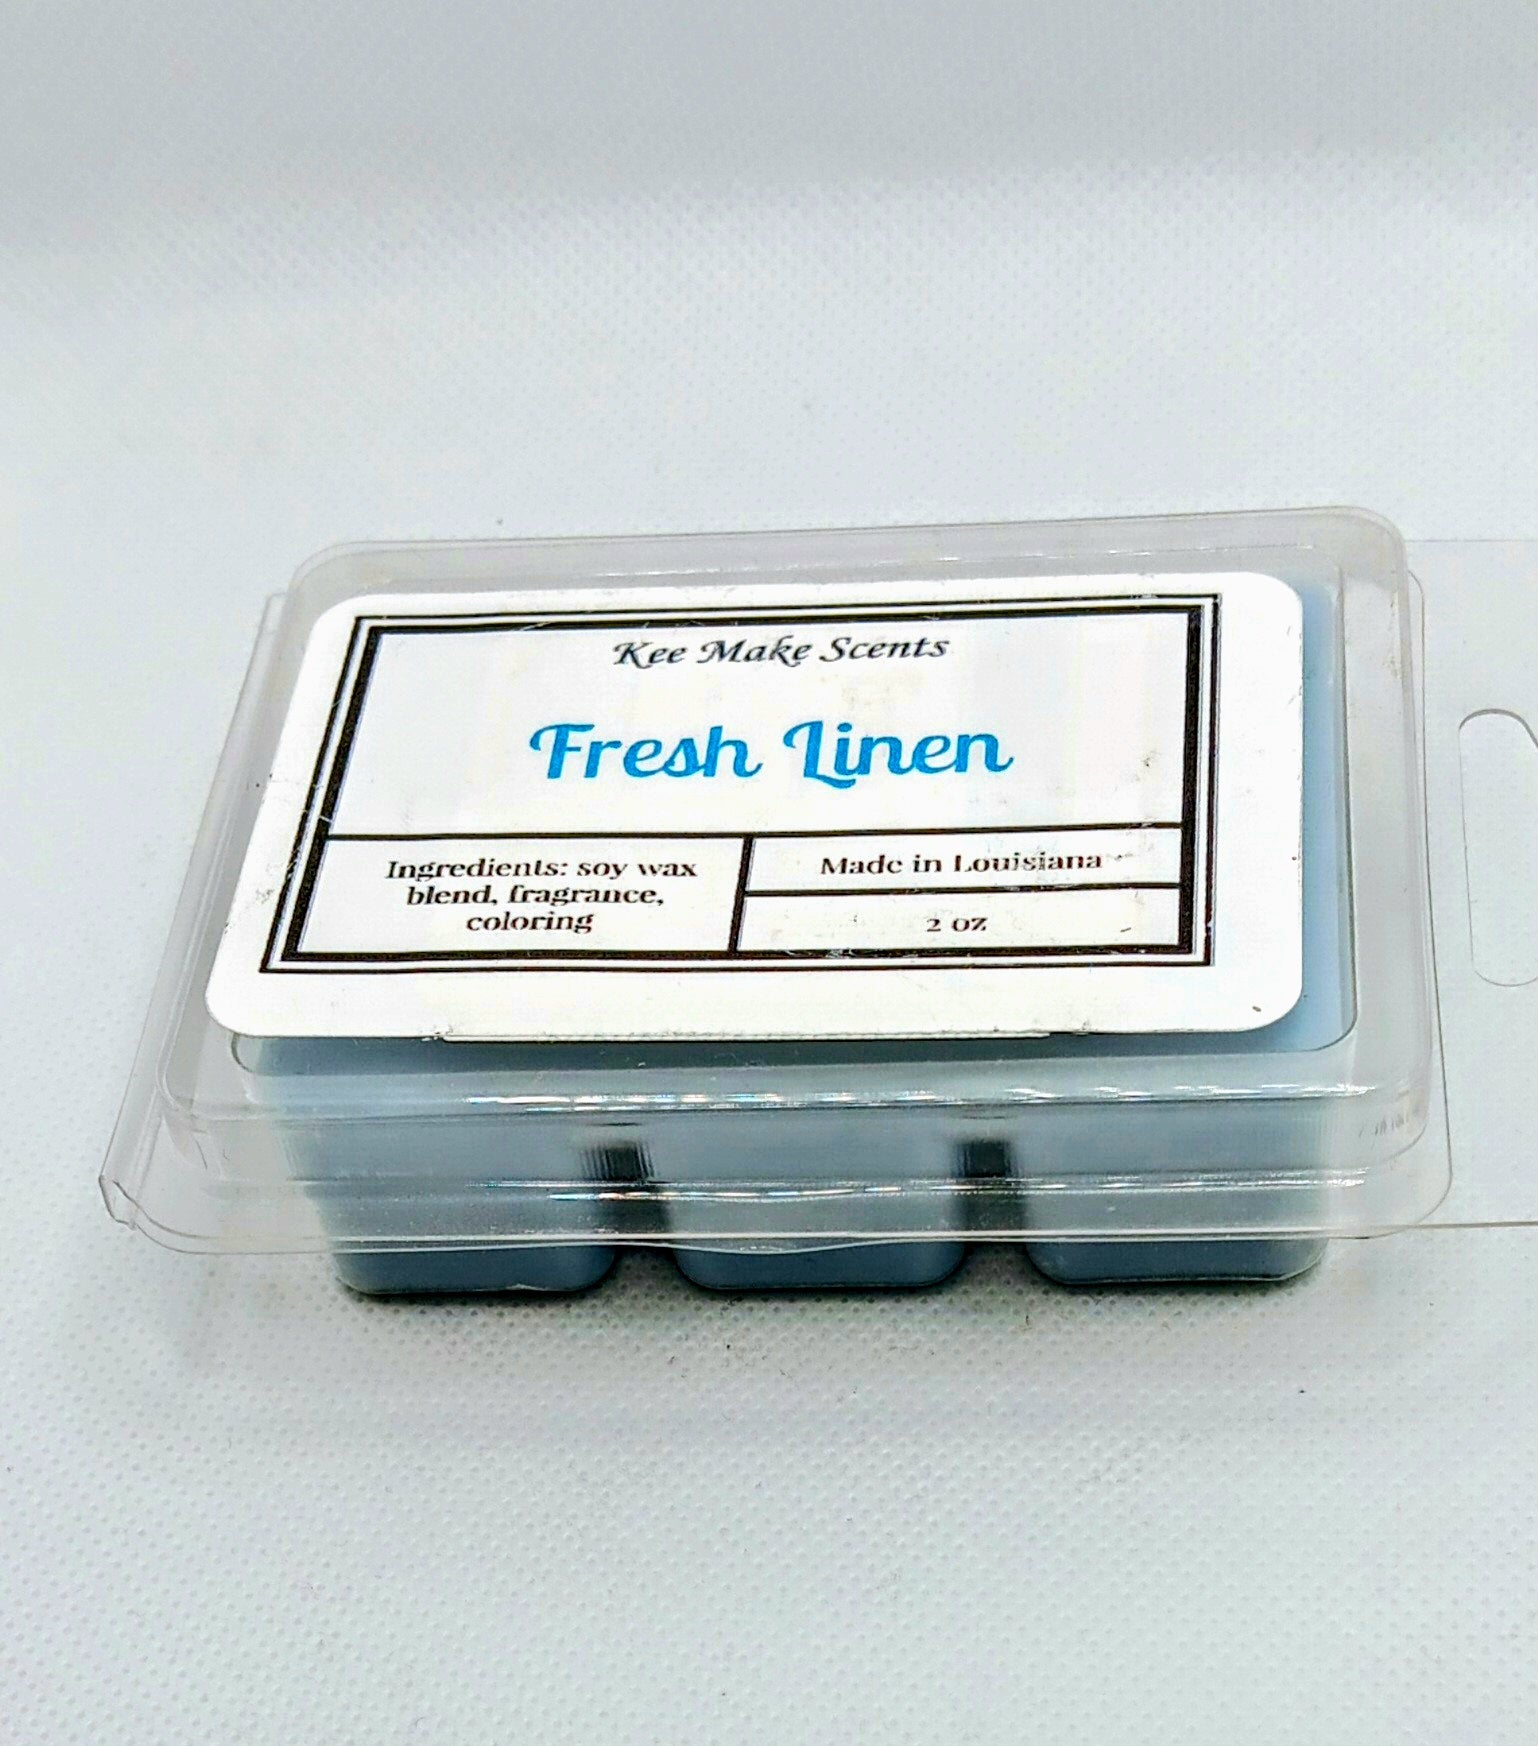 Kee Make Scents
Fresh Linen
Ingredients: soy wax
blend, fragrance,
coloring
Made in Louisiana
2 oz